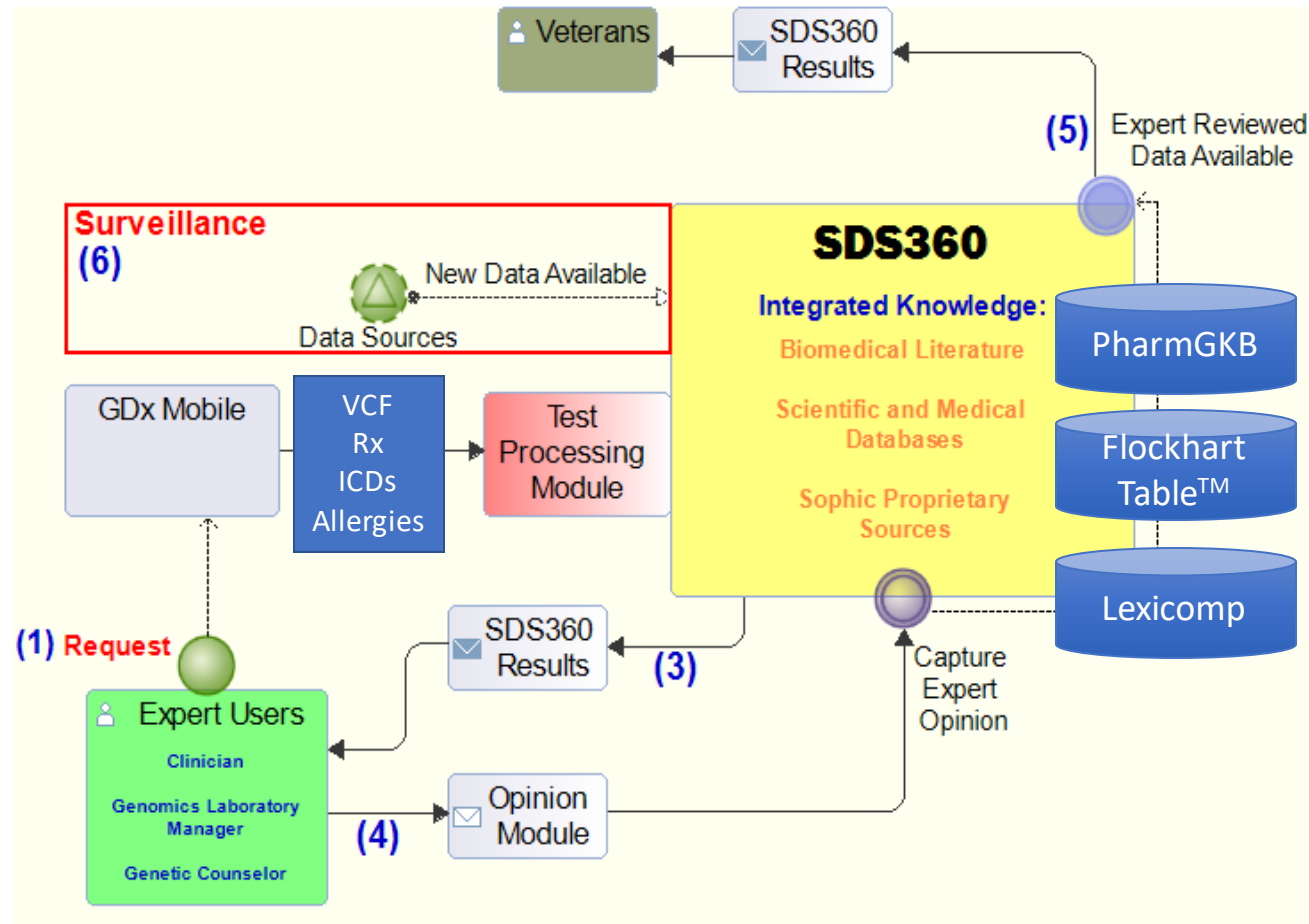 Veterans
SDS360
Results
(5)
Expert Reviewed
Data Available
Surveillance
(6)
New Data Available
Data Sources
SDS360
Integrated Knowledge:
Biomedical Literature
Scientific and Medical
Databases
Sophic Proprietary
Sources
PharmGKB
Flockhart
Table™
Lexicomp
GDx Mobile
VCF
Rx
ICDs
Allergies
Test
Processing
Module
(1) Request
SDS360
Results
(3)
Capture
Expert
Opinion
Expert Users
Clinician
Genomics Laboratory
Manager
Genetic Counselor
(4)
Opinion
Module